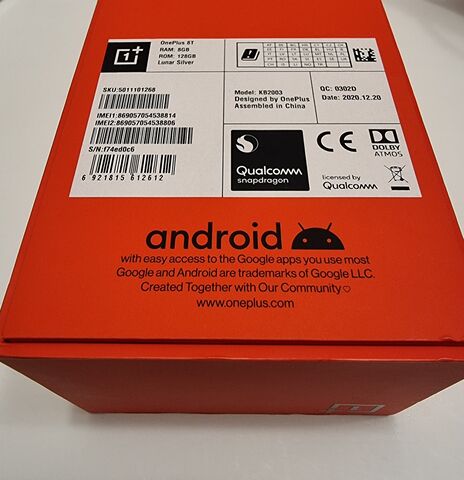 OnePlus 8T
RAM: 8GB
ROM: 128GB
Lunar Silver
SKU:5011101268
IMEI1:869057054538814
IMEI2:869057054538806
S/N:f74ed0c6
6 921815 612612
Model: KB2003
Designed by OnePlus
Assembled in China
QC: 0302D
Date: 2020.12.20
Qualcomm
snapdragon
CE
DOLBY
ATMOS
licensed by
Qualcomm
android
with easy access to the Google apps you use most
Google and Android are trademarks of Google LLC.
Created Together with Our Community♡
www.oneplus.com